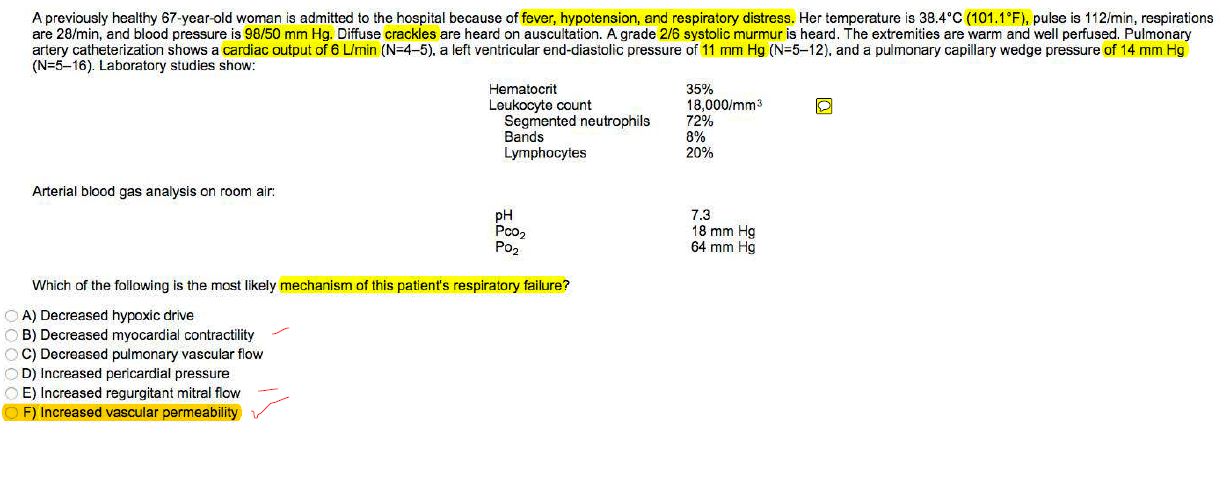 A previously healthy 67-year-old woman is admitted to the hospital because of fever, hypotension, and respiratory distress. Her temperature is 38.4°C (101.1°F), pulse is 112/min, respirations
are 28/min, and blood pressure is 98/50 mm Hg. Diffuse crackles are heard on auscultation. A grade 2/6 systolic murmur is heard. The extremities are warm and well perfused. Pulmonary
artery catheterization shows a cardiac output of 6 L/min (N=4–5), a left ventricular end-diastolic pressure of 11 mm Hg (N=5–12), and a pulmonary capillary wedge pressure of 14 mm Hg
(N=5–16). Laboratory studies show:
Hematocrit 35%
Leukocyte count 18,000/mm³
Segmented neutrophils 72%
Bands 8%
Lymphocytes 20%
Arterial blood gas analysis on room air:
pH 7.3
Pco₂ 18 mm Hg
Po₂ 64 mm Hg
Which of the following is the most likely mechanism of this patient's respiratory failure?
A) Decreased hypoxic drive
B) Decreased myocardial contractility
C) Decreased pulmonary vascular flow
D) Increased pericardial pressure
E) Increased regurgitant mitral flow
F) Increased vascular permeability